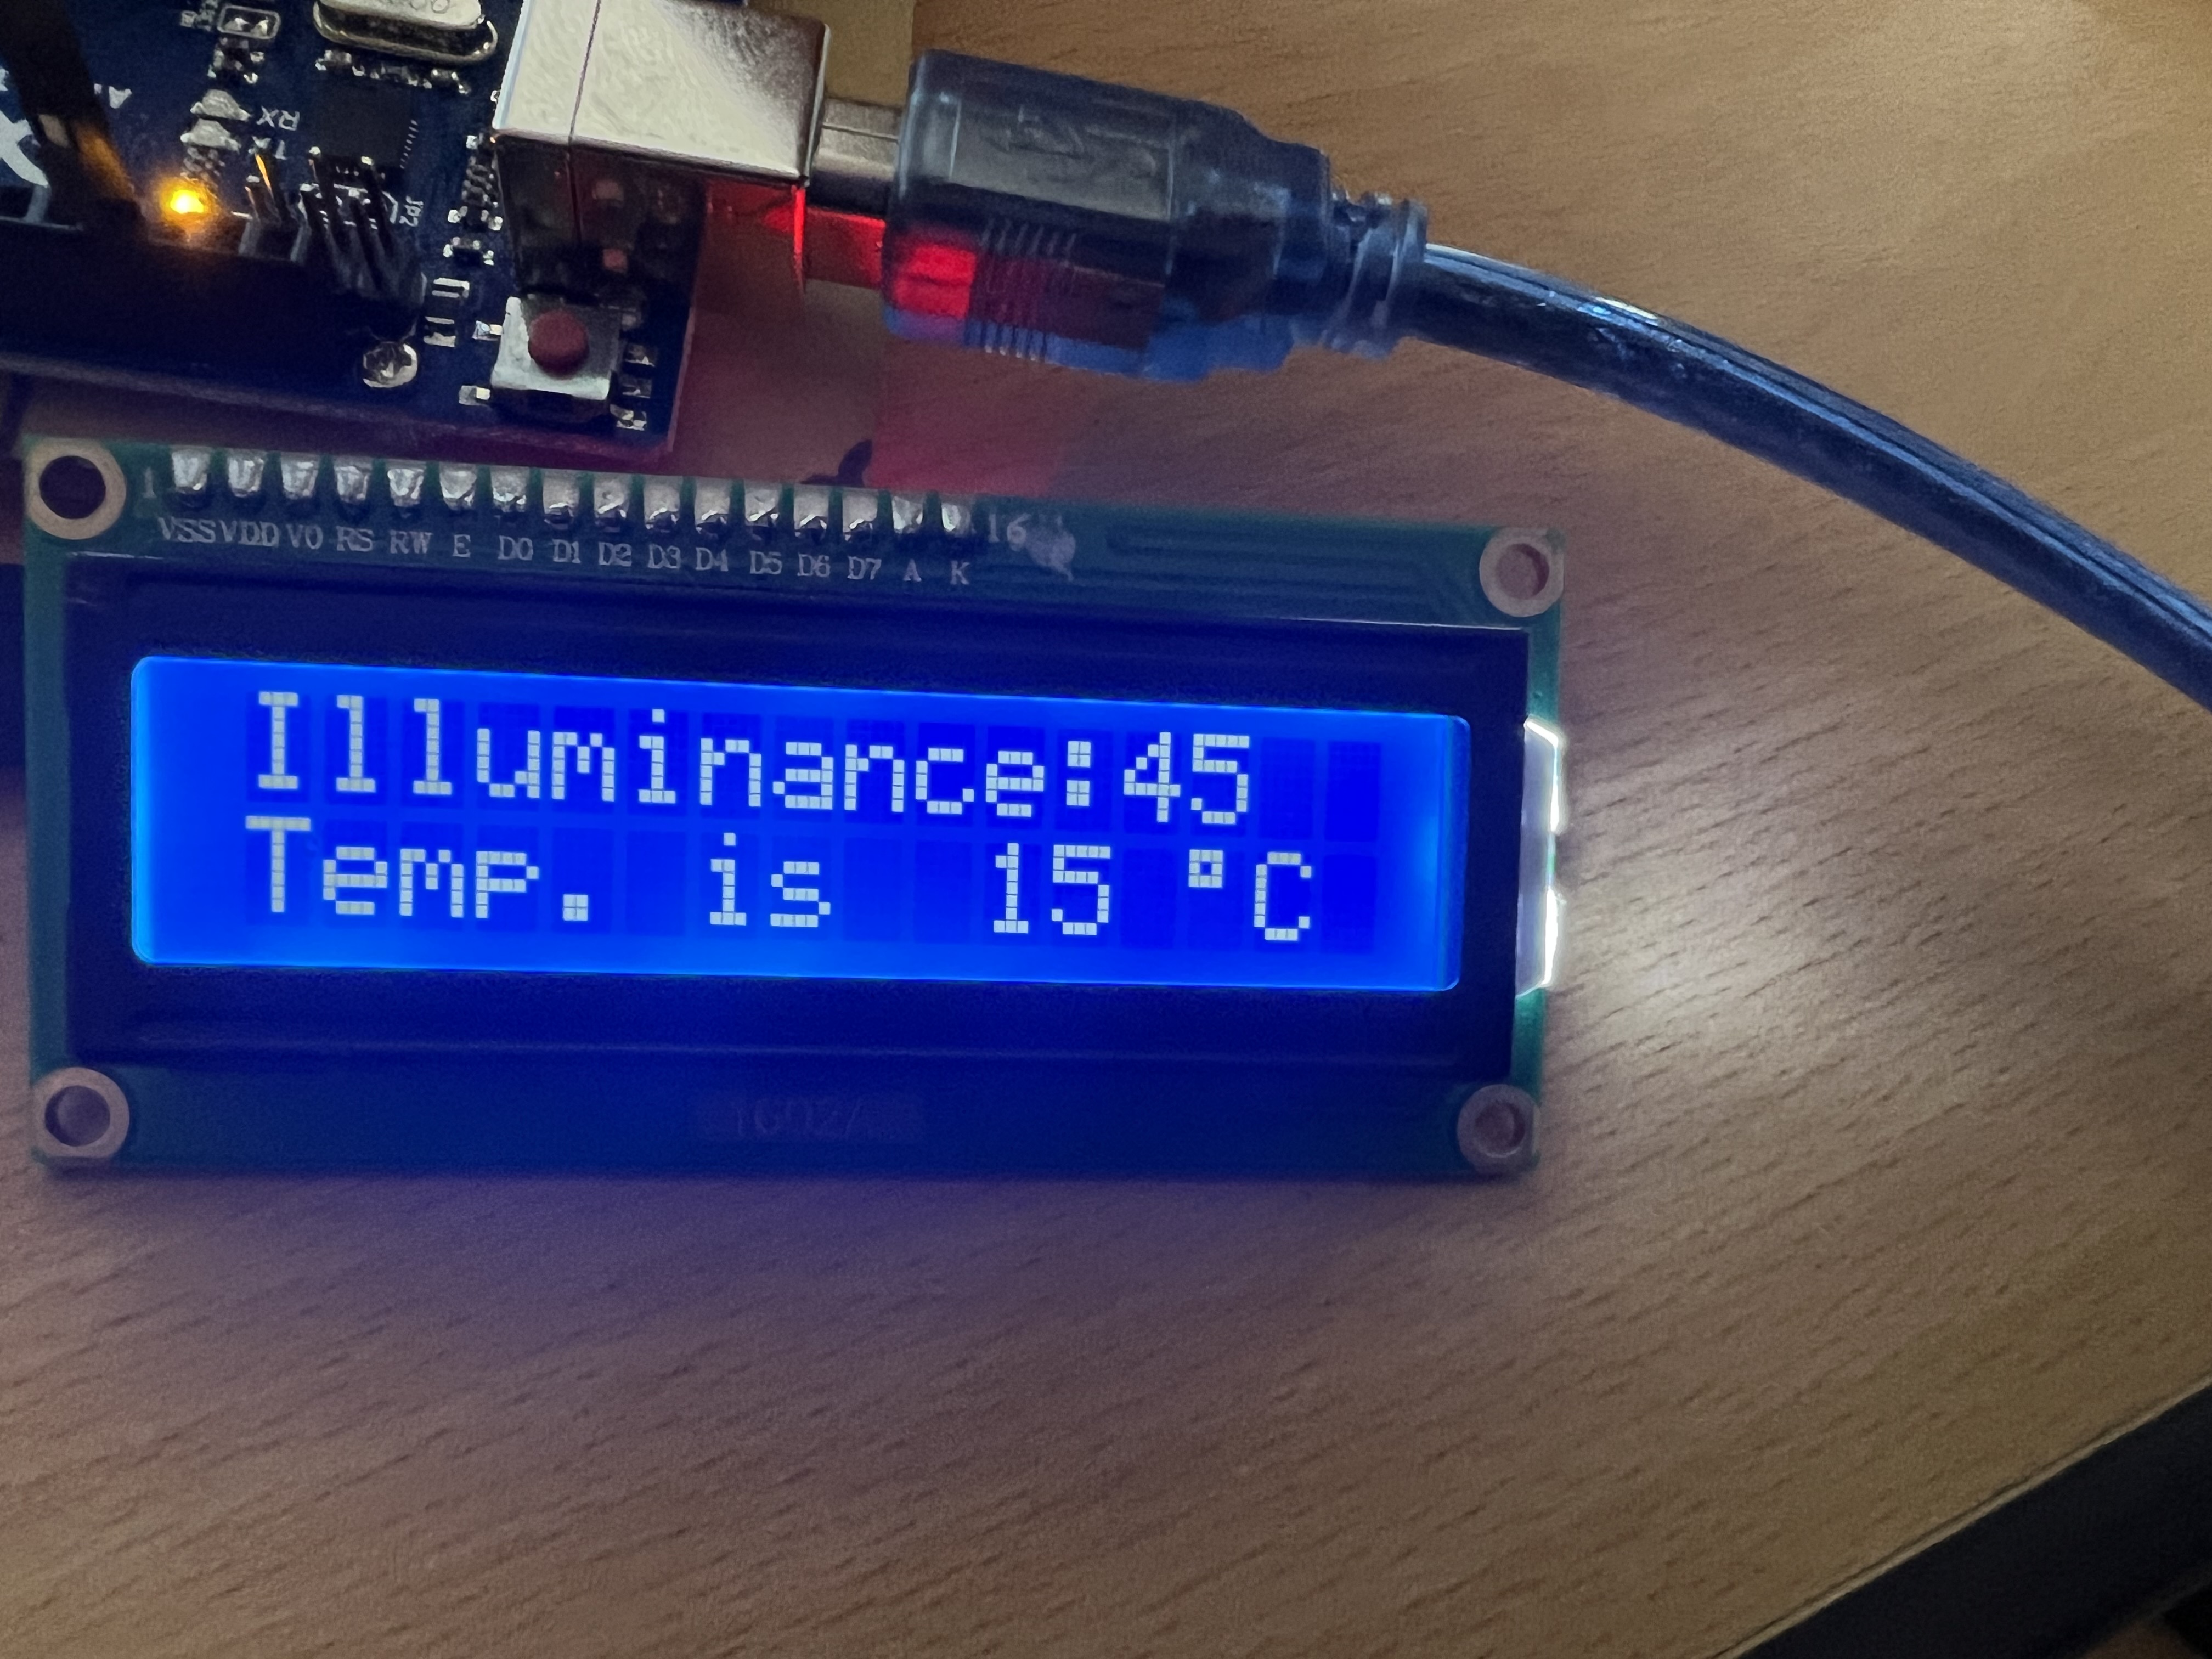 Illuminance:45
Temp. is  15 °C
1 VSS VDD V0 RS RW E D0 D1 D2 D3 D4 D5 D6 D7 A K 16
TX
RX
JP2